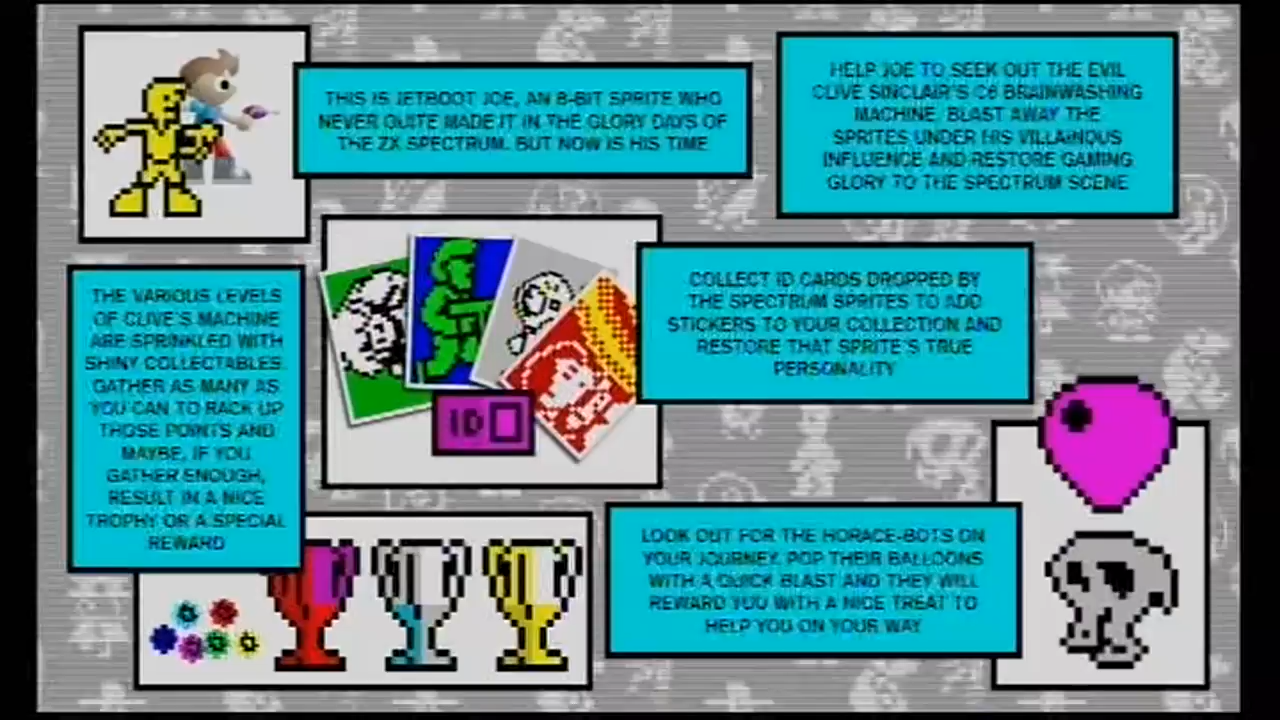 THIS IS JETBOOT JOE, AN 8-BIT SPRITE WHO
NEVER QUITE MADE IT IN THE GLORY DAYS OF
THE ZX SPECTRUM. BUT NOW IS HIS TIME
HELP JOE TO SEEK OUT THE EVIL
CLIVE SINCLAIR'S C6 BRAINWASHING
MACHINE. BLAST AWAY THE
SPRITES UNDER HIS VILLAINOUS
INFLUENCE AND RESTORE GAMING
GLORY TO THE SPECTRUM SCENE
THE VARIOUS LEVELS
OF CLIVE'S MACHINE
ARE SPRINKLED WITH
SHINY COLLECTABLES.
GATHER AS MANY AS
YOU CAN TO RACK UP
THOSE POINTS AND
MAYBE, IF YOU
GATHER ENOUGH,
RESULT IN A NICE
TROPHY OR A SPECIAL
REWARD
COLLECT ID CARDS DROPPED BY
THE SPECTRUM SPRITES TO ADD
STICKERS TO YOUR COLLECTION AND
RESTORE THAT SPRITE'S TRUE
PERSONALITY
ID
LOOK OUT FOR THE HORACE-BOTS ON
YOUR JOURNEY. POP THEIR BALLOONS
WITH A QUICK BLAST AND THEY WILL
REWARD YOU WITH A NICE TREAT TO
HELP YOU ON YOUR WAY